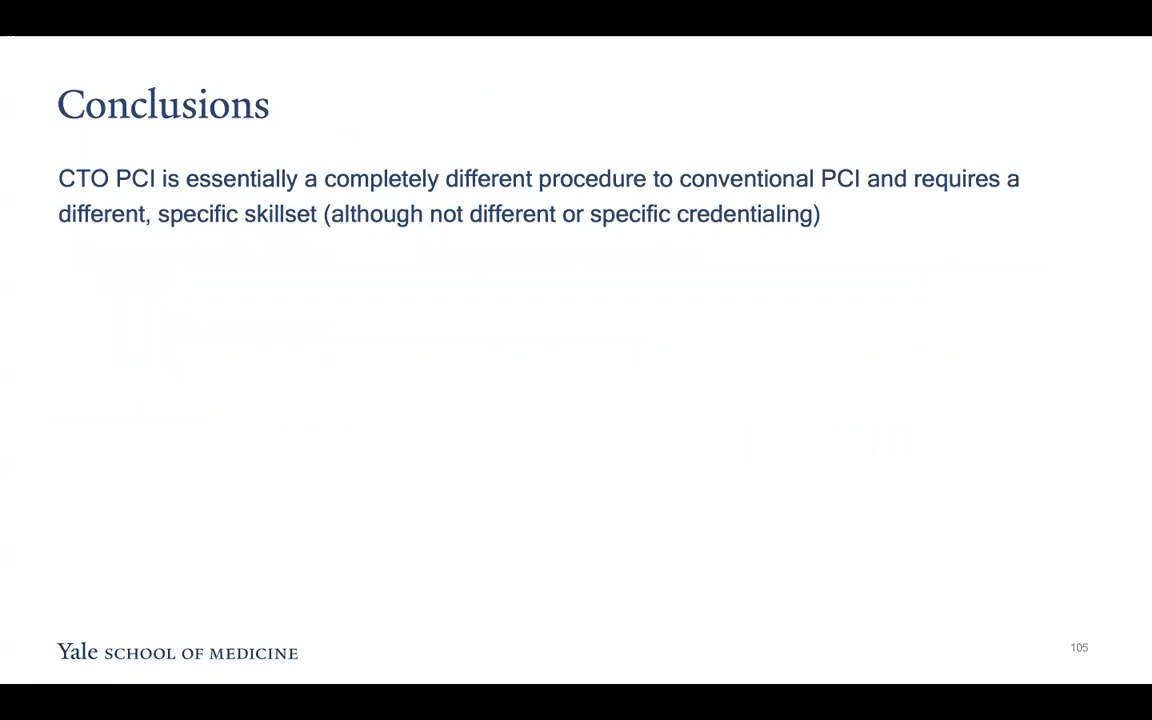 Conclusions
CTO PCI is essentially a completely different procedure to conventional PCI and requires a
different, specific skillset (although not different or specific credentialing)
Yale SCHOOL OF MEDICINE
105